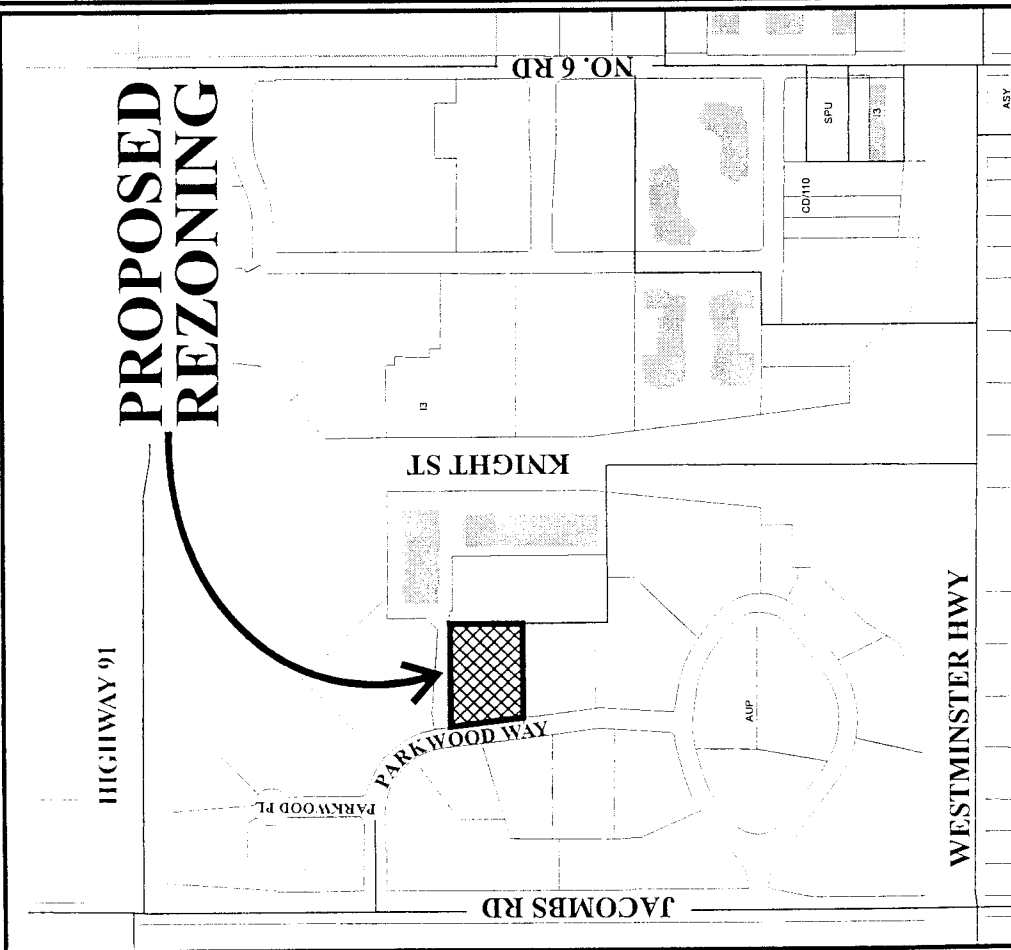 PROPOSED
REZONING
HIGHWAY 91
NO. 6 RD
SPU
I3
ASY
CD/110
I3
KNIGHT ST
PARKWOOD WAY
PARKWOOD PL
AUP
JACOMBS RD
WESTMINSTER HWY